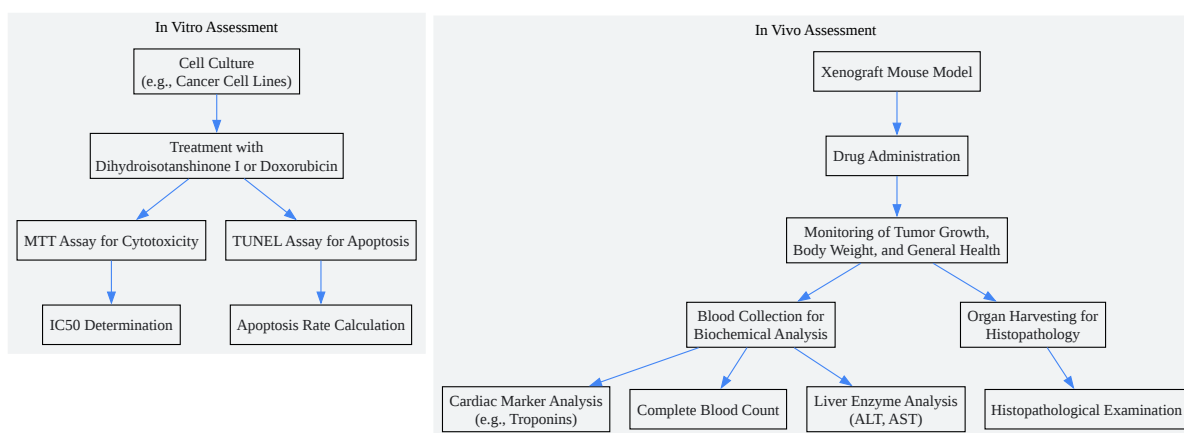 In Vitro Assessment
Cell Culture
(e.g., Cancer Cell Lines)
Treatment with
Dihydroisotanshinone I or Doxorubicin
MTT Assay for Cytotoxicity
TUNEL Assay for Apoptosis
IC50 Determination
Apoptosis Rate Calculation
In Vivo Assessment
Xenograft Mouse Model
Drug Administration
Monitoring of Tumor Growth,
Body Weight, and General Health
Blood Collection for
Biochemical Analysis
Organ Harvesting for
Histopathology
Cardiac Marker Analysis
(e.g., Troponins)
Complete Blood Count
Liver Enzyme Analysis
(ALT, AST)
Histopathological Examination